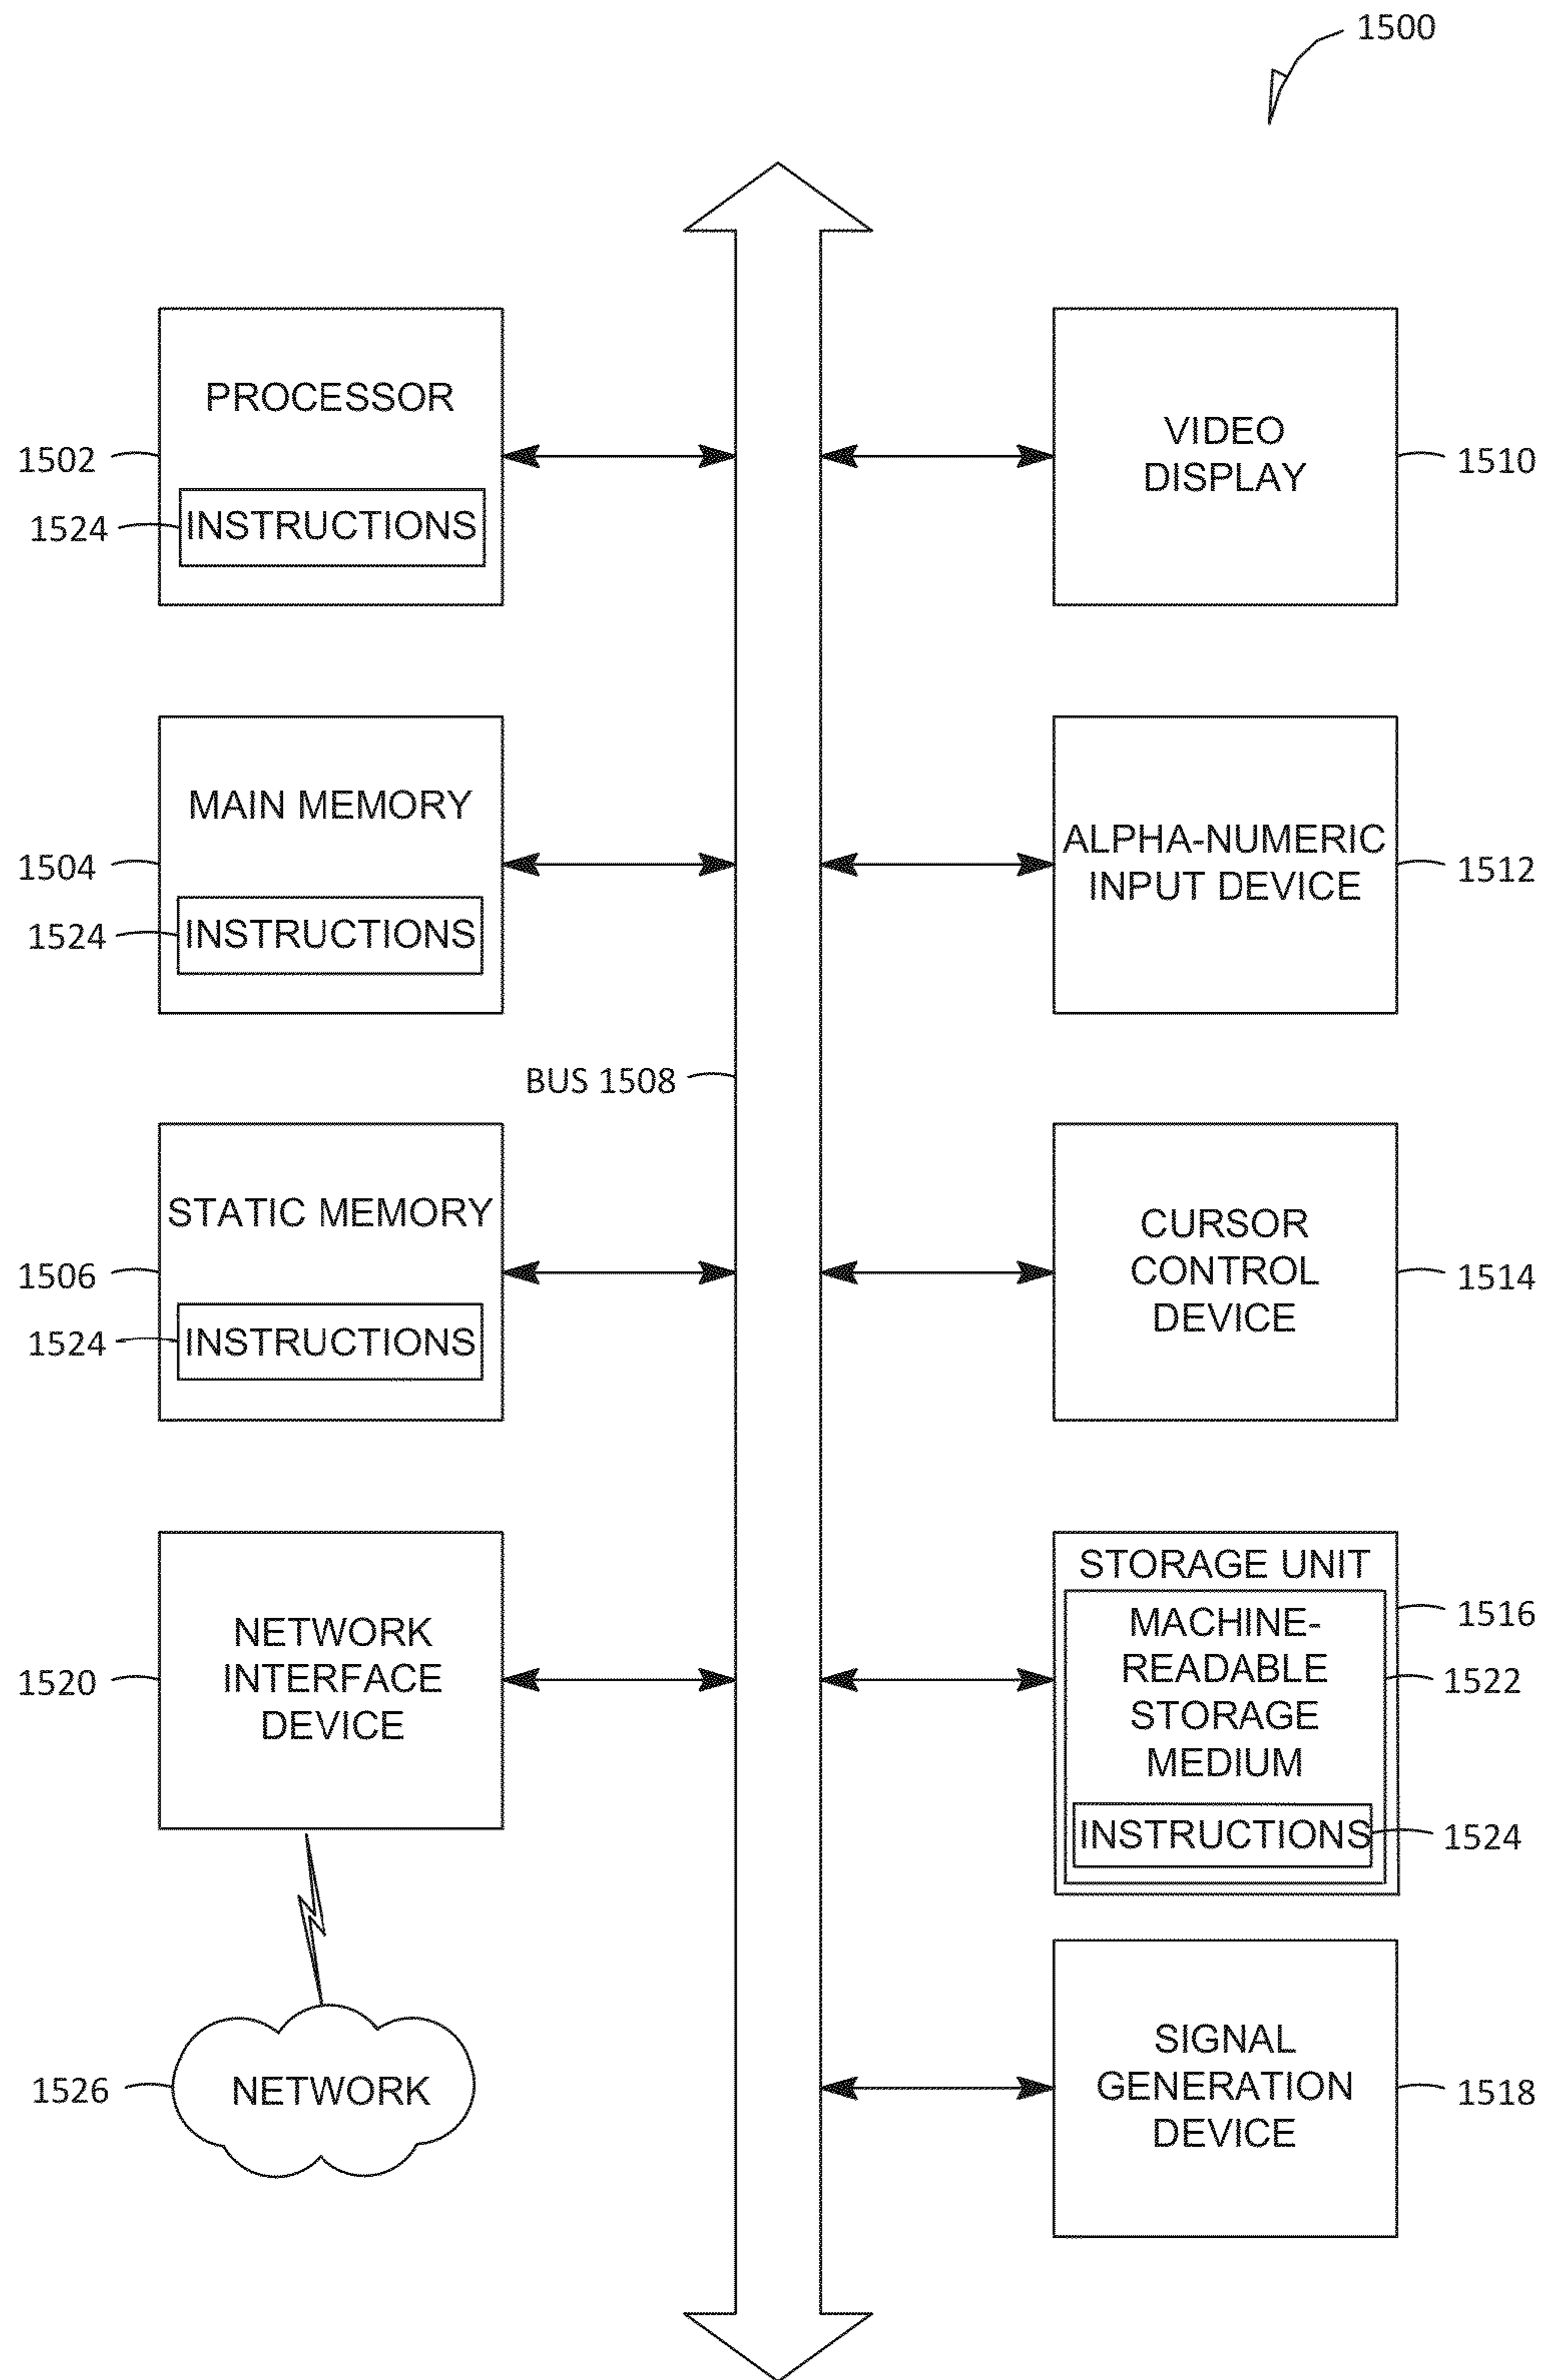 1500
PROCESSOR
1502
1524
INSTRUCTIONS
VIDEO
DISPLAY
1510
MAIN MEMORY
1504
1524
INSTRUCTIONS
ALPHA-NUMERIC
INPUT DEVICE
1512
BUS 1508
STATIC MEMORY
1506
1524
INSTRUCTIONS
CURSOR
CONTROL
DEVICE
1514
NETWORK
INTERFACE
DEVICE
1520
STORAGE UNIT
1516
MACHINE-
READABLE
STORAGE
MEDIUM
1522
INSTRUCTIONS
1524
NETWORK
1526
SIGNAL
GENERATION
DEVICE
1518